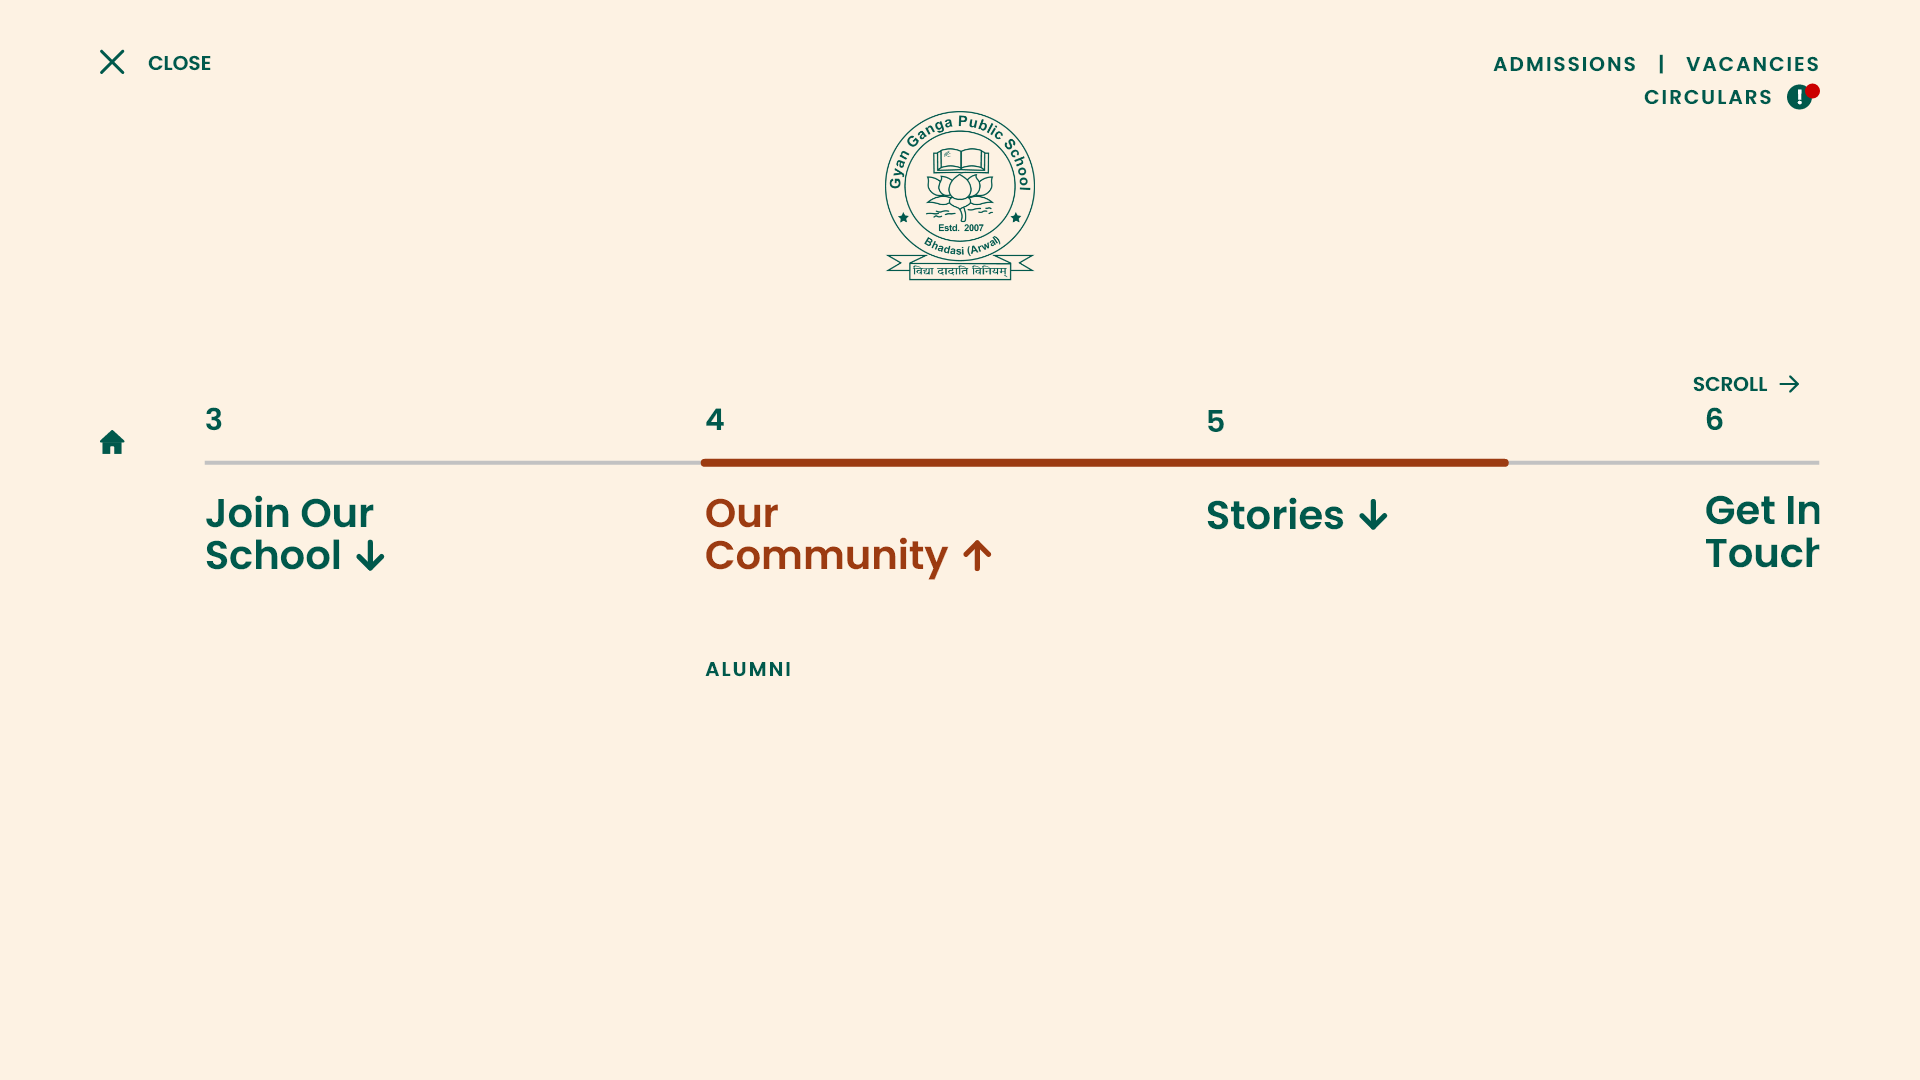 CLOSE
ADMISSIONS | VACANCIES
CIRCULARS
Gyan Ganga Public School
Estd. 2007
Bhadasi (Arwal)
विद्या दादाति विनियम्
SCROLL
3
4
5
6
Join Our
School
Our
Community
Stories
Get In
Touch
ALUMNI